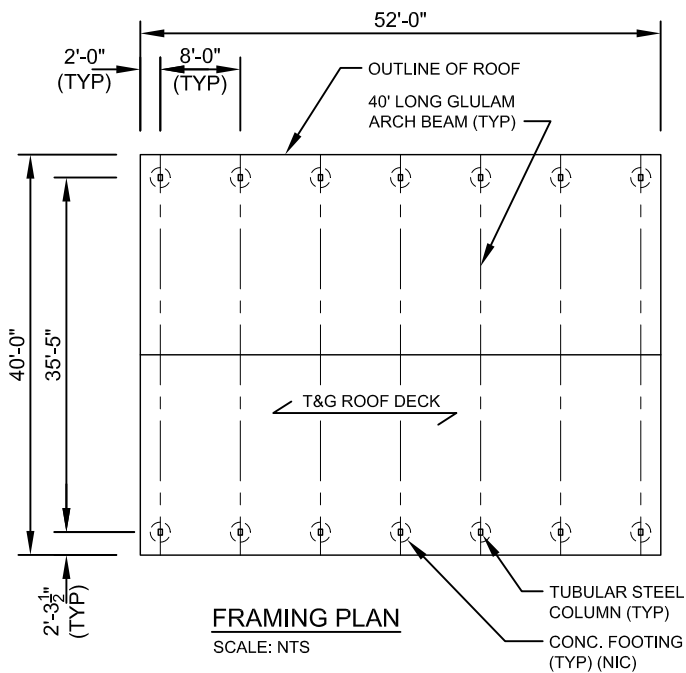 52'-0"
2'-0"
(TYP)
8'-0"
(TYP)
OUTLINE OF ROOF
40' LONG GLULAM
ARCH BEAM (TYP)
40'-0"
35'-5"
T&G ROOF DECK
2'-3½"
(TYP)
FRAMING PLAN
SCALE: NTS
TUBULAR STEEL
COLUMN (TYP)
CONC. FOOTING
(TYP) (NIC)